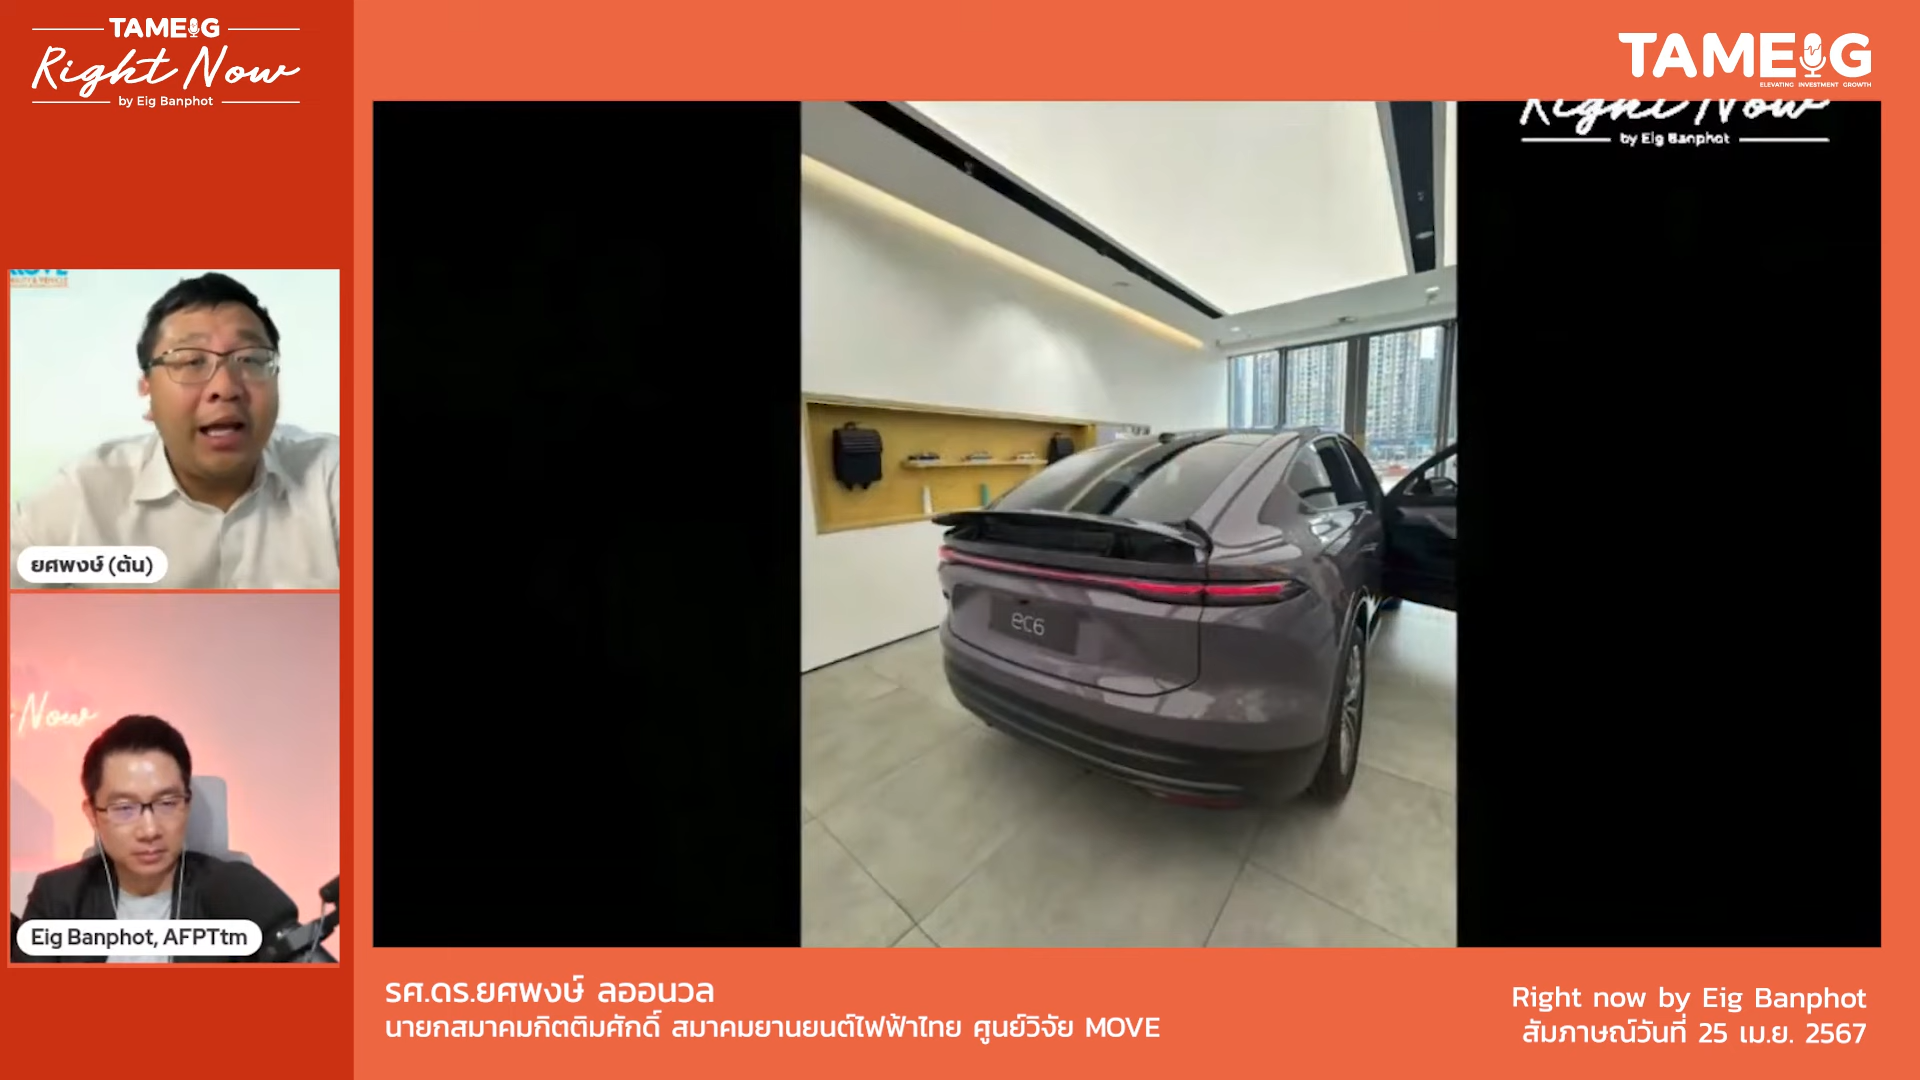 TAMEIG
Right Now
by Eig Banphot
TAMEIG
ELEVATING INVESTMENT GROWTH
Right Now
by Eig Banphot
MOVE
ec6
ยศพงษ์ (ต้น)
Now
Eig Banphot, AFPTtm
รศ.ดร.ยศพงษ์ ลออนวล
นายกสมาคมกิตติมศักดิ์ สมาคมยานยนต์ไฟฟ้าไทย ศูนย์วิจัย MOVE
Right now by Eig Banphot
สัมภาษณ์วันที่ 25 เม.ย. 2567